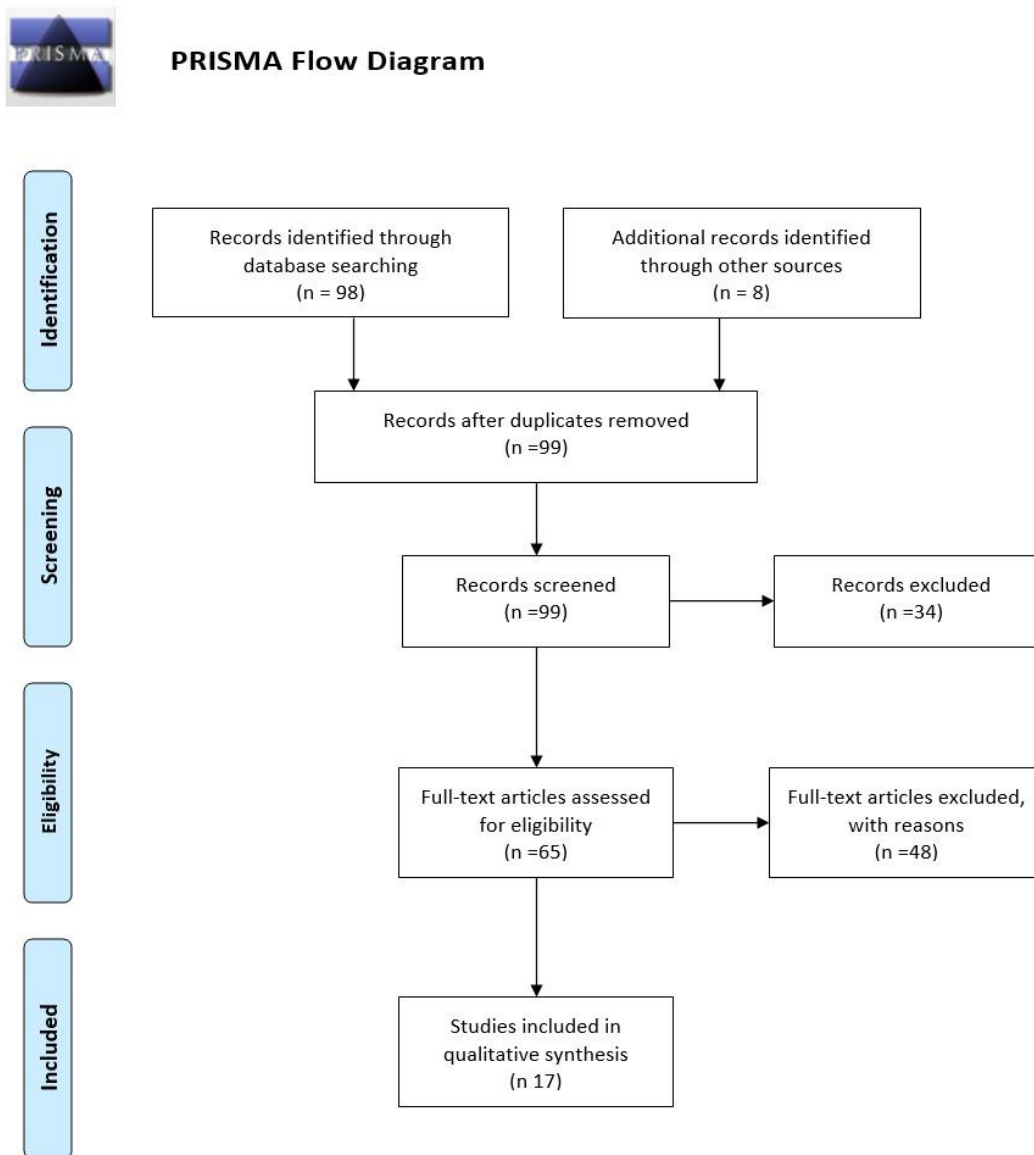 PRISMA
PRISMA Flow Diagram
Identification
Records identified through
database searching
(n = 98)
Additional records identified
through other sources
(n = 8)
Records after duplicates removed
(n =99)
Screening
Records screened
(n =99)
Records excluded
(n =34)
Eligibility
Full-text articles assessed
for eligibility
(n =65)
Full-text articles excluded,
with reasons
(n =48)
Included
Studies included in
qualitative synthesis
(n 17)